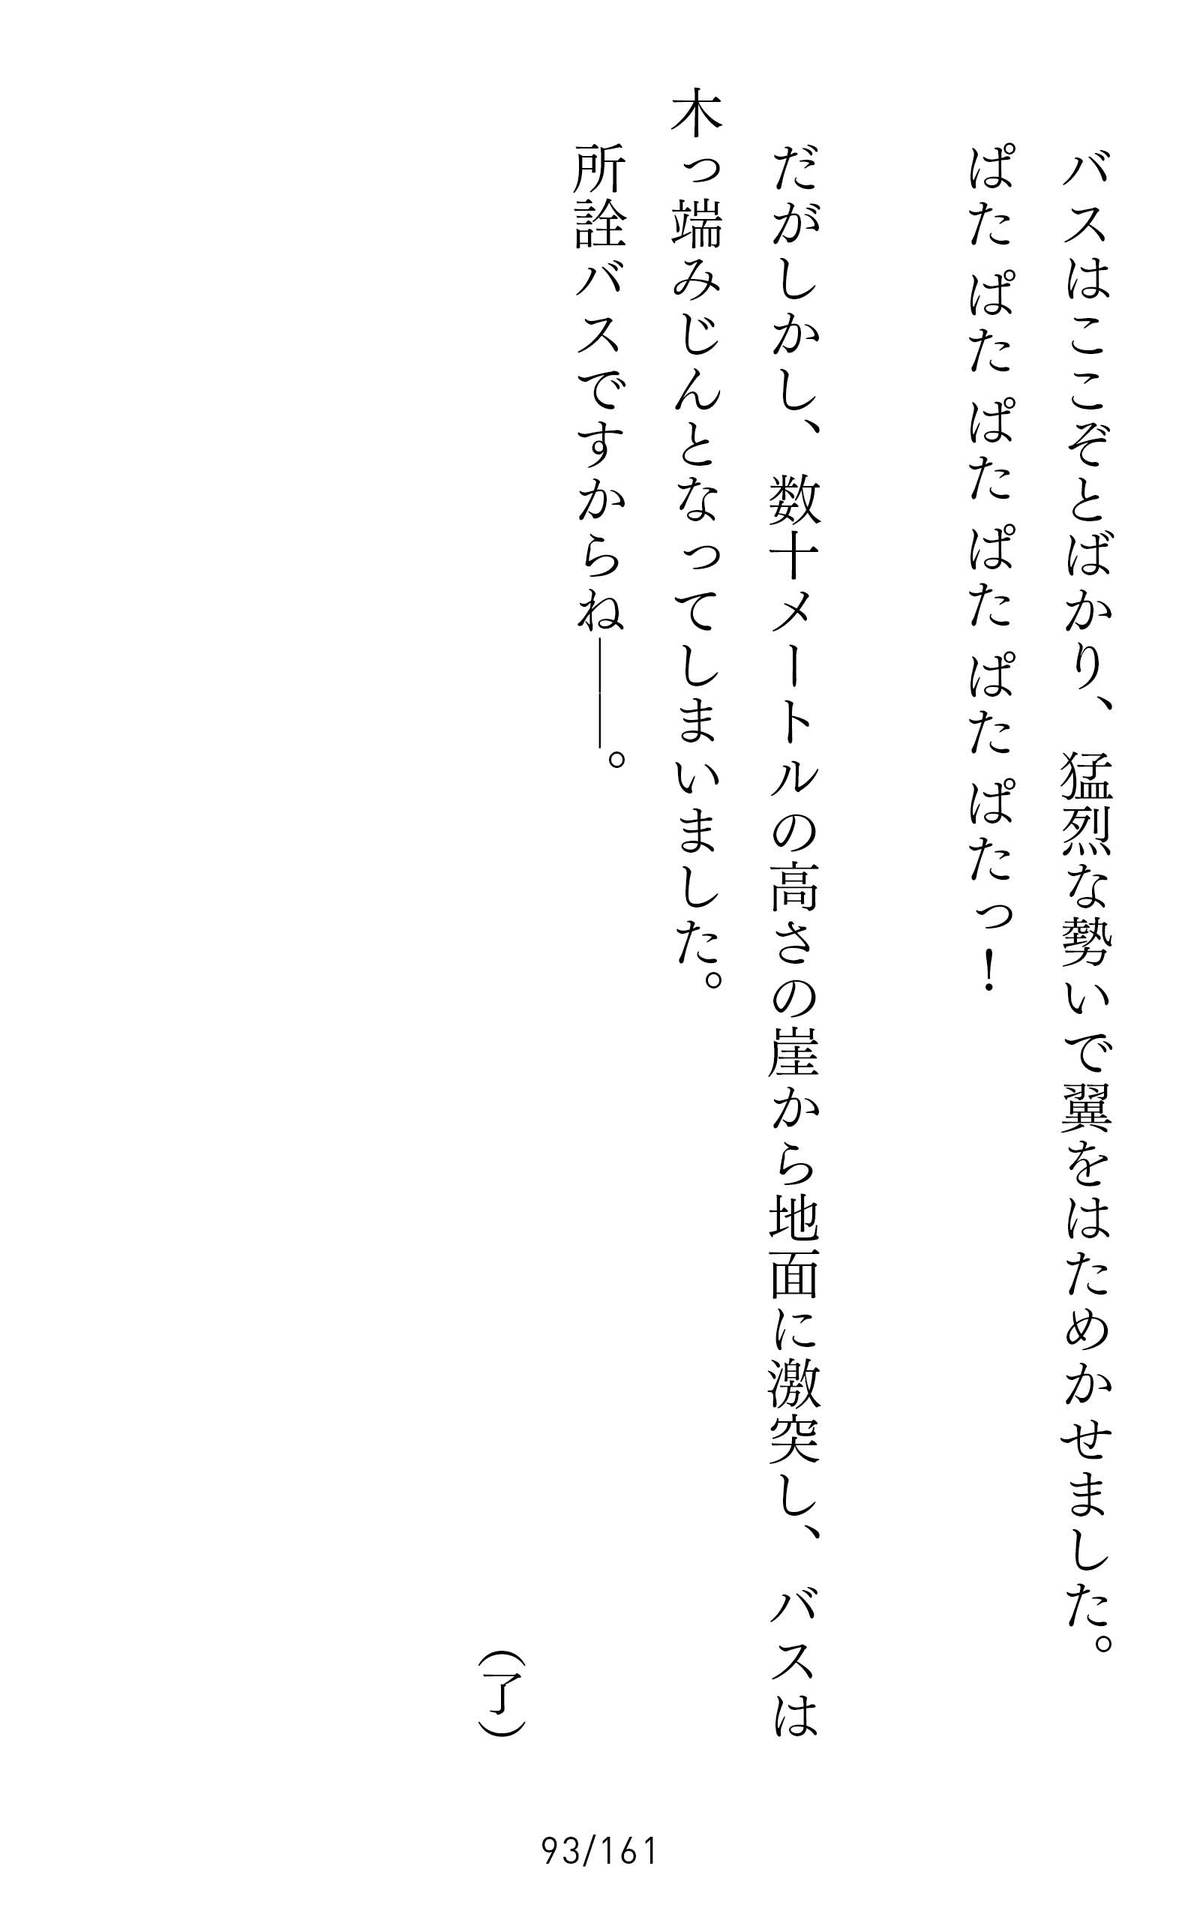 バスはここぞとばかり、猛烈な勢いで翼をはためかせました。
ぱた ぱた ぱた ぱた ぱた ぱたっ！
だがしかし、数十メートルの高さの崖から地面に激突し、バスは
木っ端みじんとなってしまいました。
所詮バスですからね――。
（了）
93/161